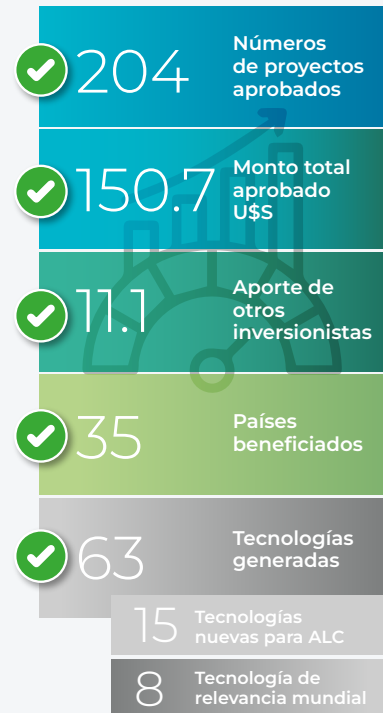 204
Números
de proyectos
aprobados
150.7
Monto total
aprobado
U$S
11.1
Aporte de
otros
inversionistas
35
Países
beneficiados
63
Tecnologías
generadas
15
Tecnologías
nuevas para ALC
8
Tecnología de
relevancia mundial